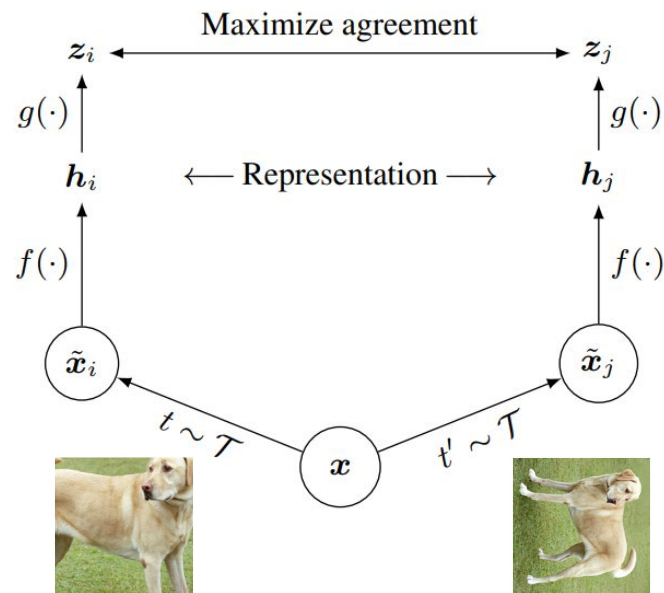 Maximize agreement
z_i z_j
g(·) g(·)
h_i ← Representation → h_j
f(·) f(·)
x̃_i x̃_j
t ∼ 𝒯 t′ ∼ 𝒯
x